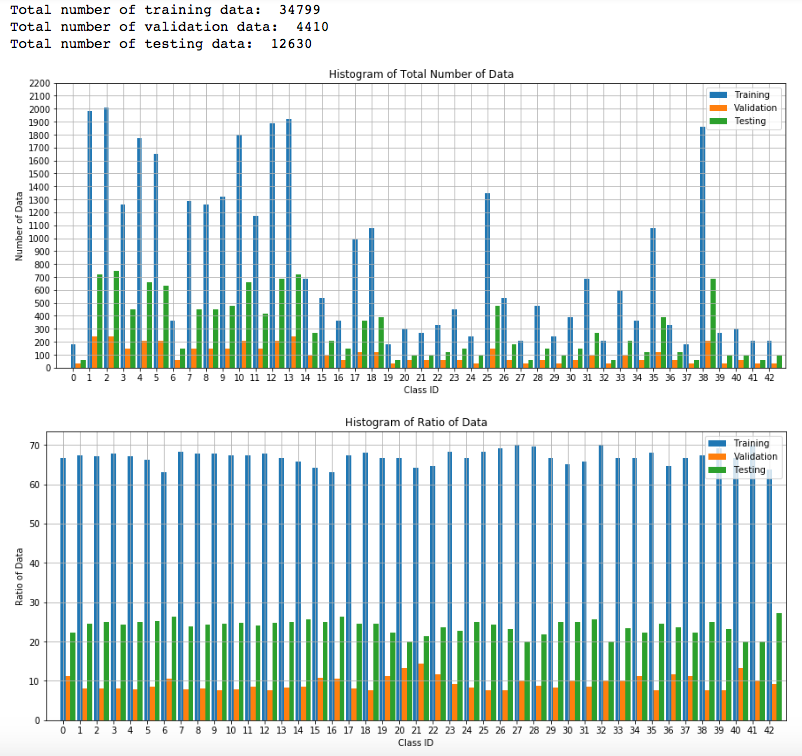 Total number of training data:  34799
Total number of validation data:  4410
Total number of testing data:  12630
Histogram of Total Number of Data
2200
2100
2000
1900
1800
1700
1600
1500
1400
1300
1200
1100
1000
900
800
700
600
500
400
300
200
100
0
Number of Data
Training
Validation
Testing
0 1 2 3 4 5 6 7 8 9 10 11 12 13 14 15 16 17 18 19 20 21 22 23 24 25 26 27 28 29 30 31 32 33 34 35 36 37 38 39 40 41 42
Class ID
Histogram of Ratio of Data
70
60
50
40
30
20
10
0
Ratio of Data
Training
Validation
Testing
0 1 2 3 4 5 6 7 8 9 10 11 12 13 14 15 16 17 18 19 20 21 22 23 24 25 26 27 28 29 30 31 32 33 34 35 36 37 38 39 40 41 42
Class ID